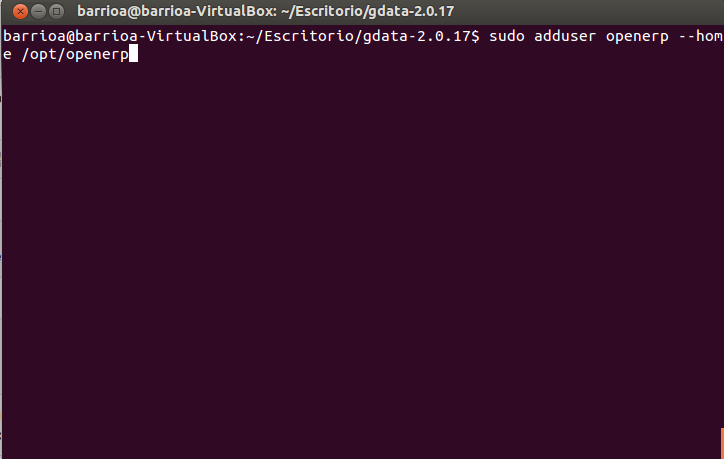 barrioa@barrioa-VirtualBox: ~/Escritorio/gdata-2.0.17
barrioa@barrioa-VirtualBox:~/Escritorio/gdata-2.0.17$ sudo adduser openerp --hom
e /opt/openerp